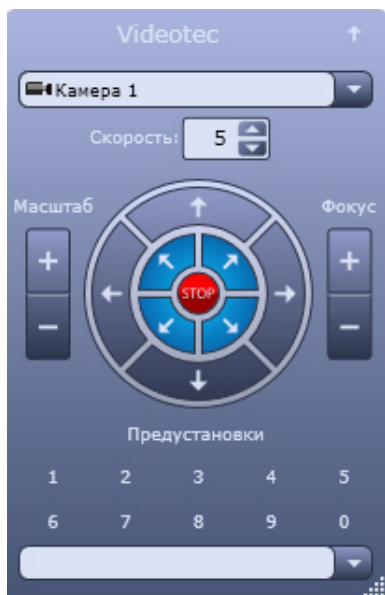 Videotec
Камера 1
Скорость: 5
Масштаб Фокус
+ +
STOP
− −
Предустановки
1 2 3 4 5
6 7 8 9 0